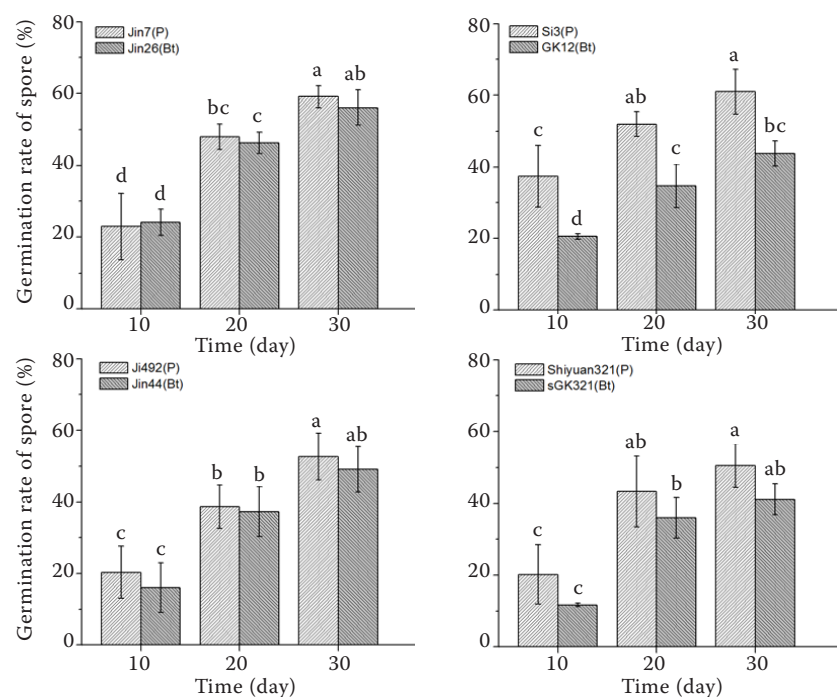 80
60
40
20
0
Germination rate of spore (%)
Jin7(P)
Jin26(Bt)
d
d
bc
c
a
ab
10 20 30
Time (day)
80
60
40
20
0
Si3(P)
GK12(Bt)
c
d
ab
c
a
bc
10 20 30
Time (day)
80
60
40
20
0
Germination rate of spore (%)
Ji492(P)
Jin44(Bt)
c
c
b
b
a
ab
10 20 30
Time (day)
80
60
40
20
0
Shiyuan321(P)
sGK321(Bt)
c
c
ab
b
a
ab
10 20 30
Time (day)